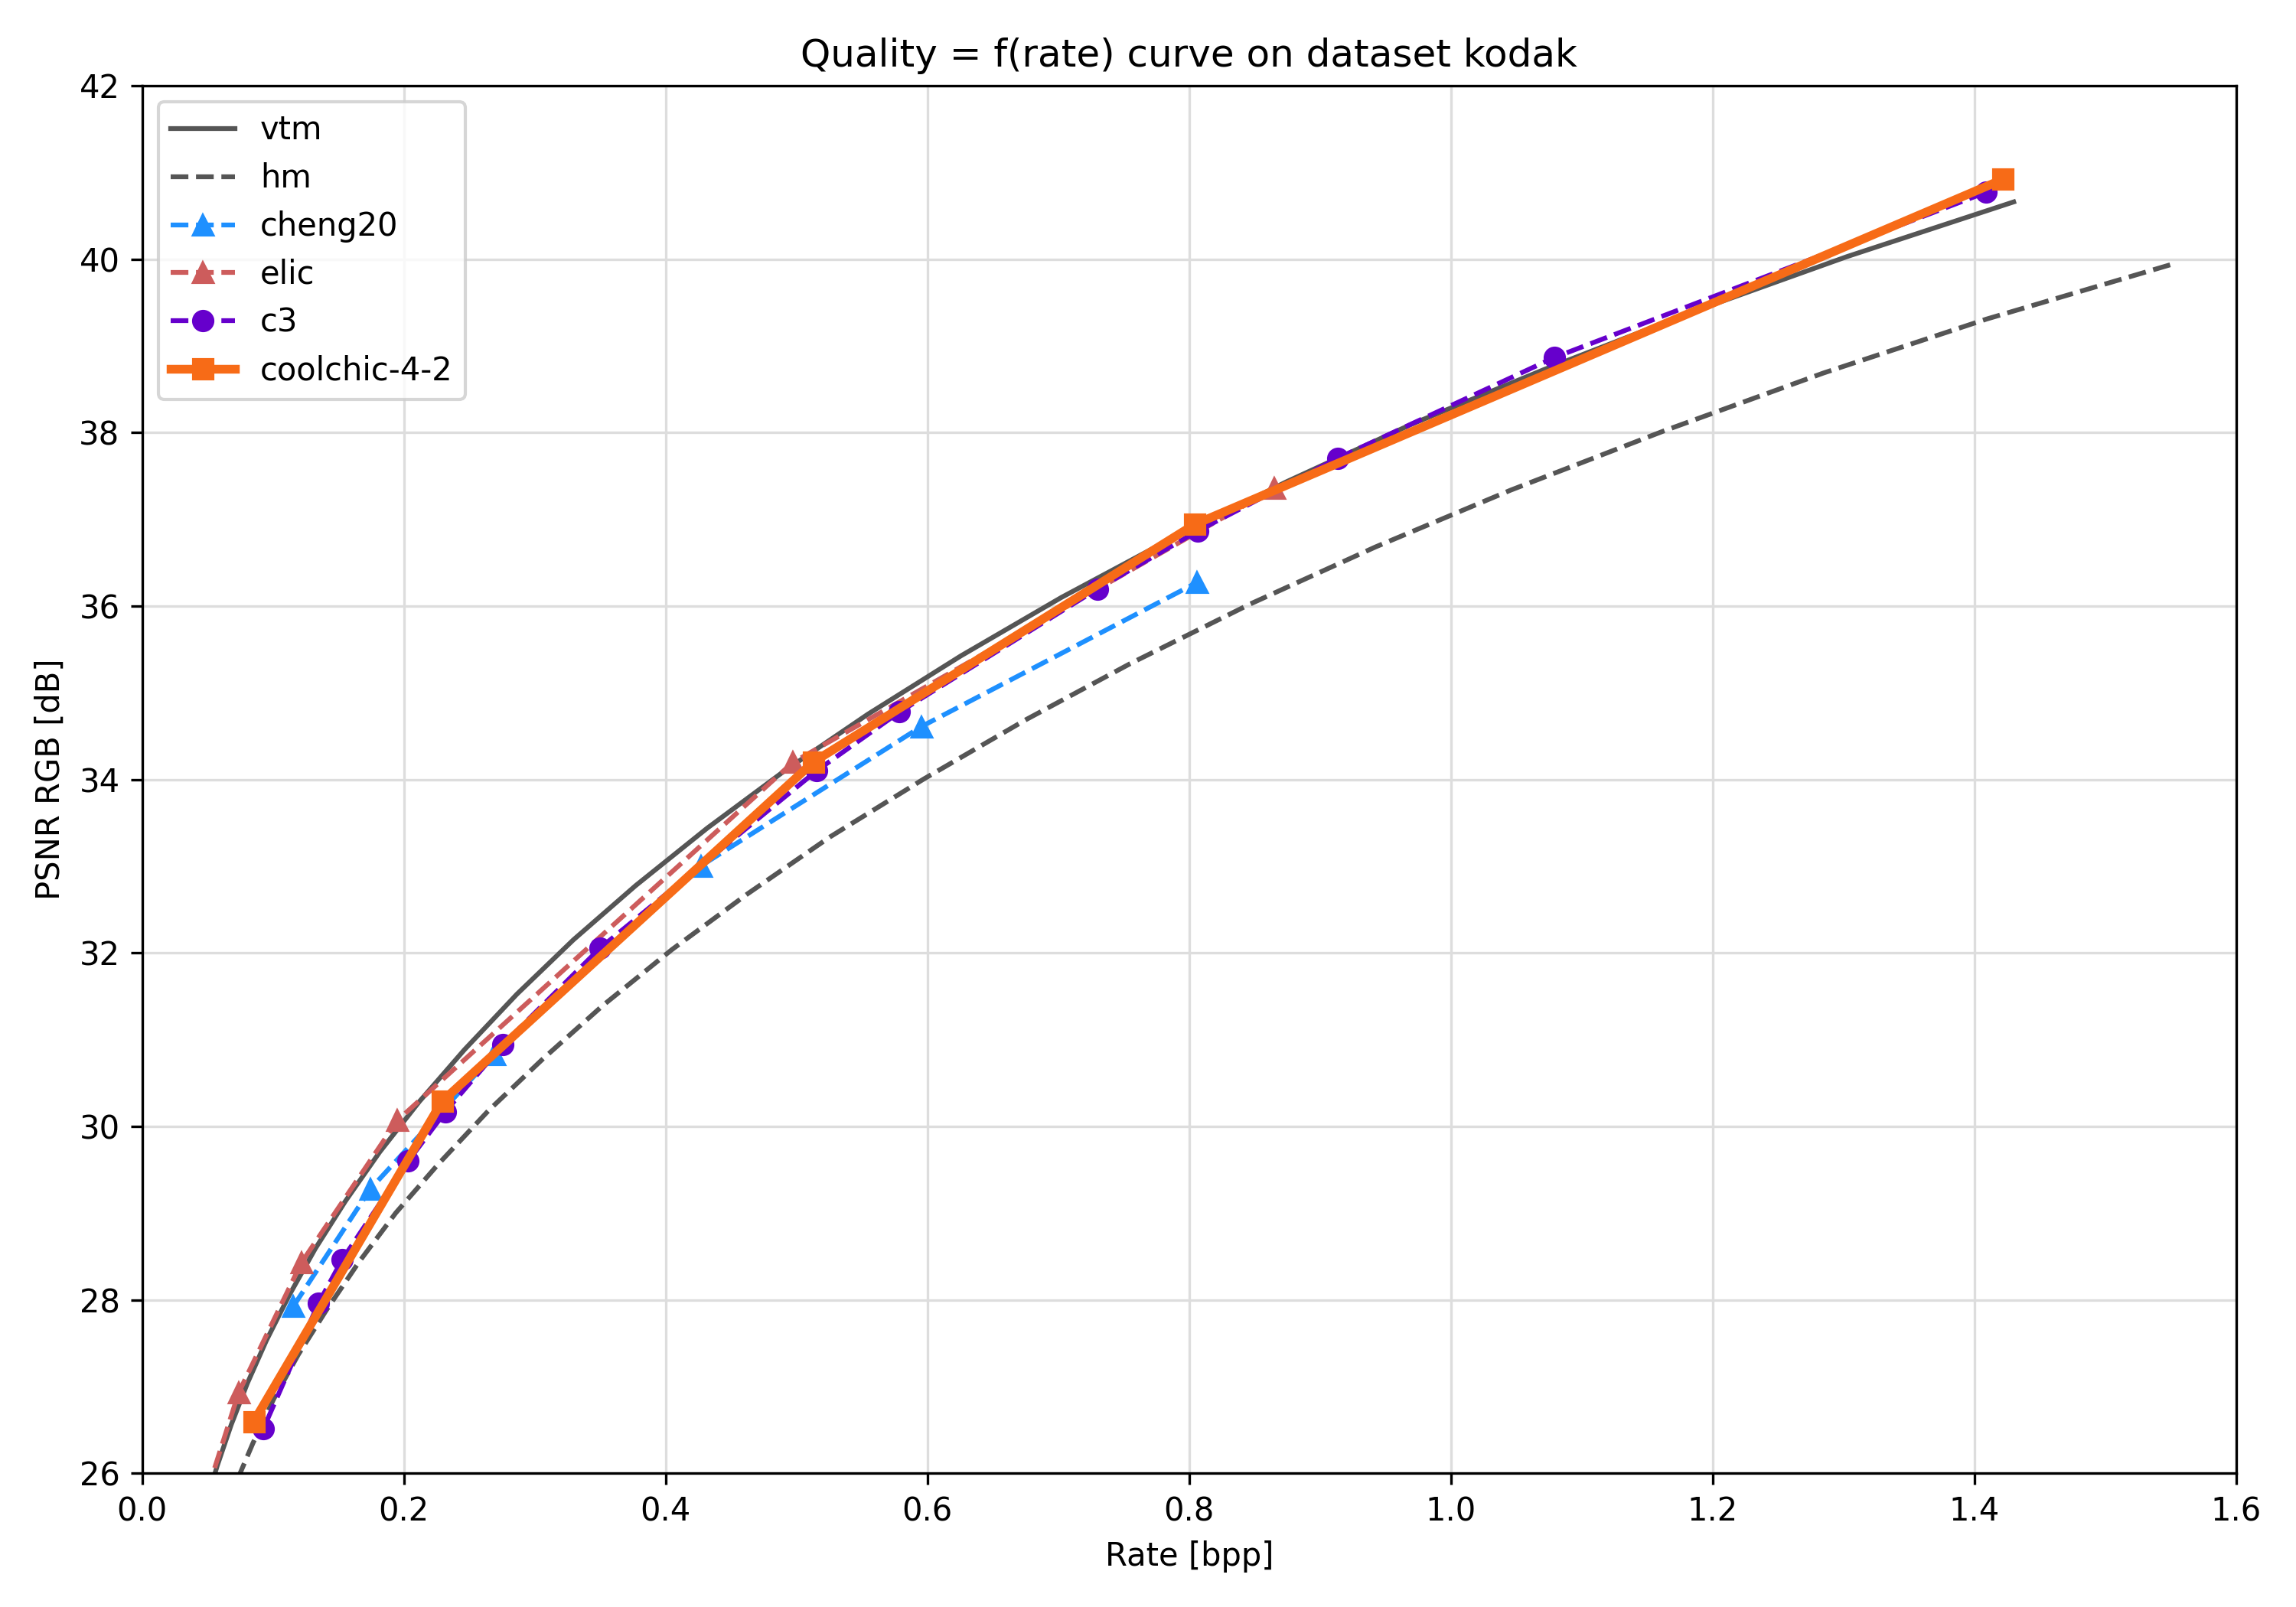 Quality = f(rate) curve on dataset kodak
42
40
38
36
34
32
30
28
26
PSNR RGB [dB]
vtm
hm
cheng20
elic
c3
coolchic-4-2
0.0 0.2 0.4 0.6 0.8 1.0 1.2 1.4 1.6
Rate [bpp]